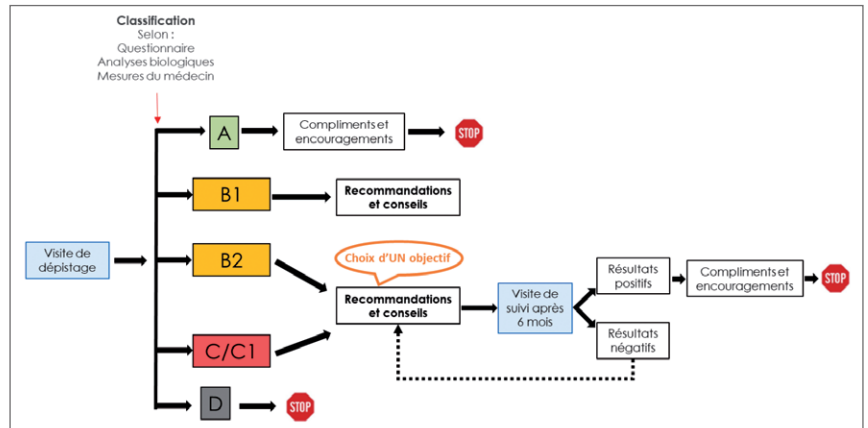 Classification
Selon :
Questionnaire
Analyses biologiques
Mesures du médecin
A
Compliments et
encouragements
STOP
B1
Recommandations
et conseils
Visite de
dépistage
B2
Choix d'UN objectif
Recommandations
et conseils
Visite de
suivi après
6 mois
Résultats
positifs
Compliments et
encouragements
STOP
Résultats
négatifs
C/C1
D
STOP